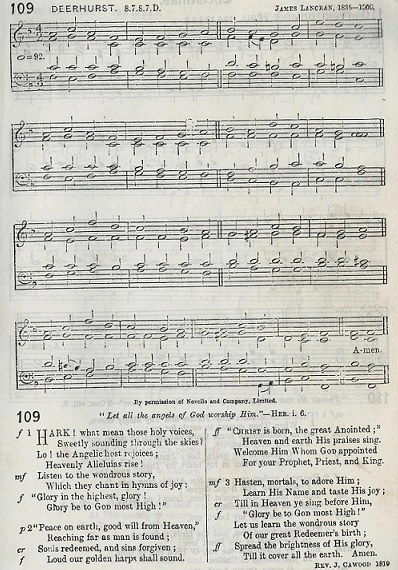 109 DEERHURST. 8.7.8.7.D. JAMES LANGRAN, 1835—1909.
=92.
A-men.
By permission of Novello and Company, Limited.
109 "Let all the angels of God worship Him."—HEB. i. 6.
f 1 HARK! what mean those holy voices,
Sweetly sounding through the skies?
Lo! the Angelic host rejoices;
Heavenly Alleluias rise!
mf Listen to the wondrous story,
Which they chant in hymns of joy:
f "Glory in the highest, glory!
Glory be to God most High!"
p 2 "Peace on earth, good will from Heaven,"
Reaching far as man is found;
cr Souls redeemed, and sins forgiven;
f Loud our golden harps shall sound.
ff "CHRIST is born, the great Anointed;"
Heaven and earth His praises sing.
Welcome Him Whom GOD appointed
For your Prophet, Priest, and King.
mf 3 Hasten, mortals, to adore Him;
Learn His Name and taste His joy;
cr Till in Heaven ye sing before Him,
f "Glory be to GOD most High!"
Let us learn the wondrous story
Of our great Redeemer's birth;
ff Spread the brightness of His glory,
Till it cover all the earth. Amen.
REV. J. CAWOOD 1819